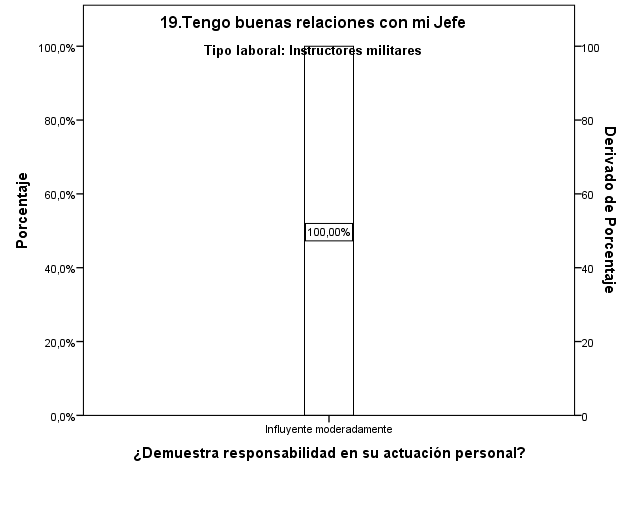 19.Tengo buenas relaciones con mi Jefe
Tipo laboral: Instructores militares
Porcentaje
100,0%
80,0%
60,0%
40,0%
20,0%
0,0%
100,00%
100
80
60
40
20
0
Derivado de Porcentaje
Influyente moderadamente
¿Demuestra responsabilidad en su actuación personal?